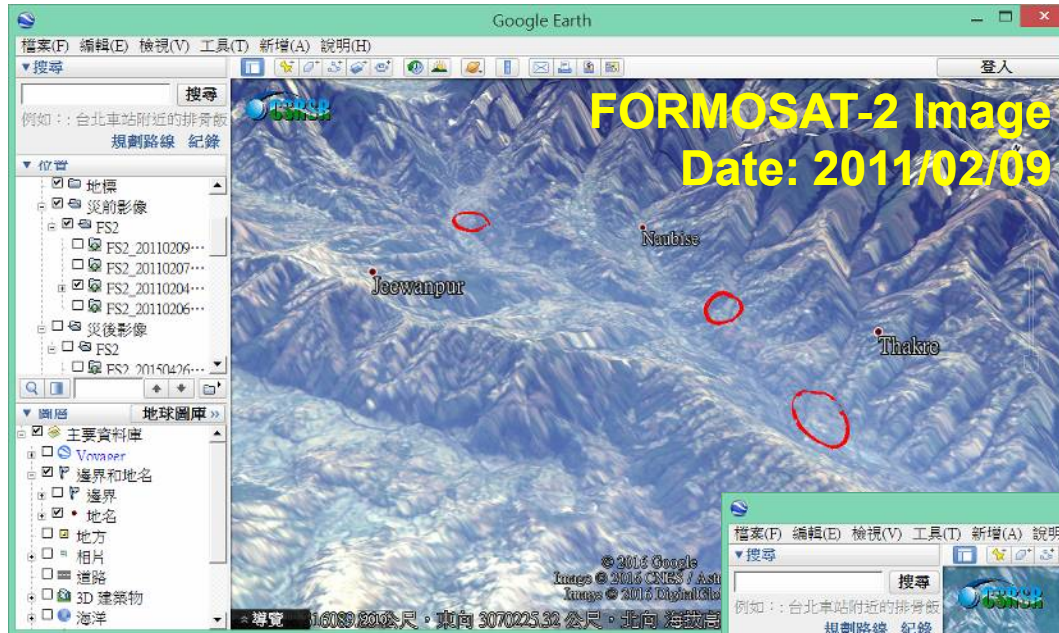 Google Earth
檔案(F) 編輯(E) 檢視(V) 工具(T) 新增(A) 說明(H)
▼搜尋
登入
搜尋
例如：: 台北車站附近的排骨飯
規劃路線 紀錄
CSRSR
FORMOSAT-2 Image
Date: 2011/02/09
▼ 位置
地標
災前影像
FS2
FS2_20110209…
FS2_20110207…
FS2_20110204…
FS2_20110206…
災後影像
FS2
FS2_20150426…
Naubise
Jeewanpur
Thakre
▼ 圖層
地球圖庫 »
主要資料庫
Voyager
邊界和地名
邊界
地名
地方
相片
道路
3D 建築物
海洋
© 2016 Google
Image © 2016 CNES / Astr
Image © 2016 DigitalGlo
導覽
公尺，東向 3070225.32 公尺，北向 海拔高
檔案(F) 編輯(E) 檢視(V) 工具(T) 新增(A) 說明
▼搜尋
搜尋
例如：: 台北車站附近的排骨飯
規劃路線 紀錄
CSRSR